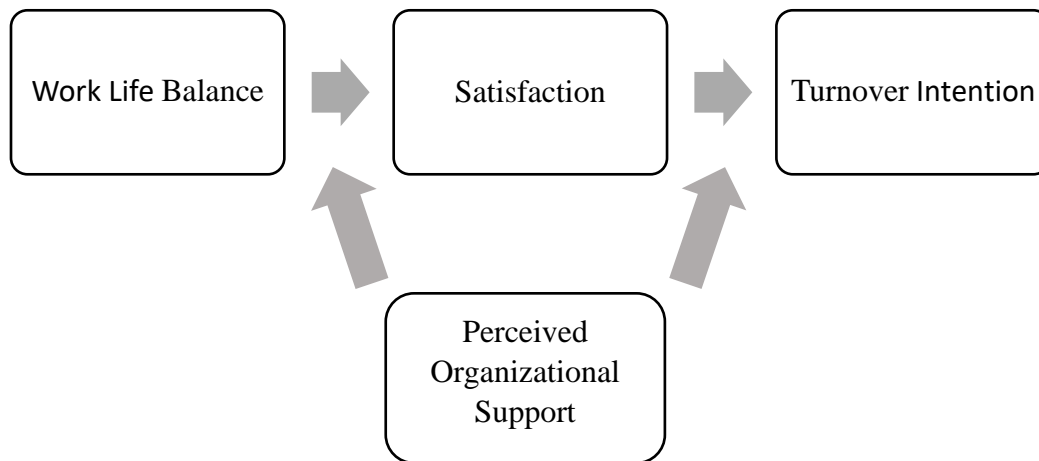 Work Life Balance
Satisfaction
Turnover Intention
Perceived
Organizational
Support